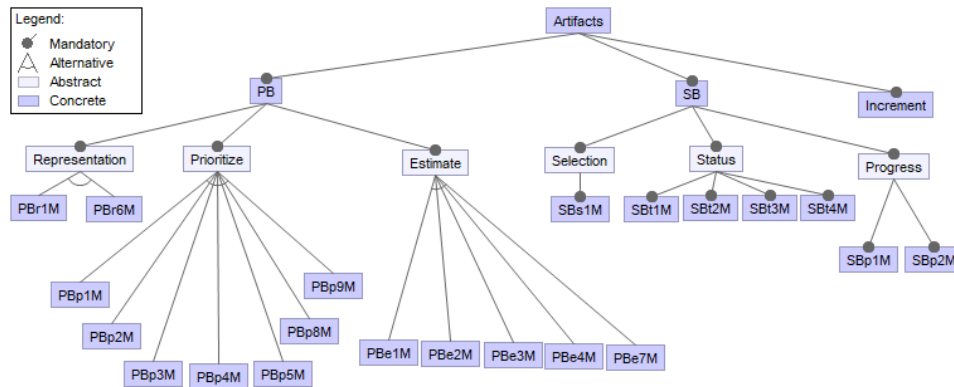 Legend:
Mandatory
Alternative
Abstract
Concrete
Artifacts
PB
SB
Increment
Representation
Prioritize
Estimate
Selection
Status
Progress
PBr1M
PBr6M
SBs1M
SBt1M
SBt2M
SBt3M
SBt4M
SBp1M
SBp2M
PBp1M
PBp2M
PBp3M
PBp4M
PBp5M
PBp8M
PBp9M
PBe1M
PBe2M
PBe3M
PBe4M
PBe7M